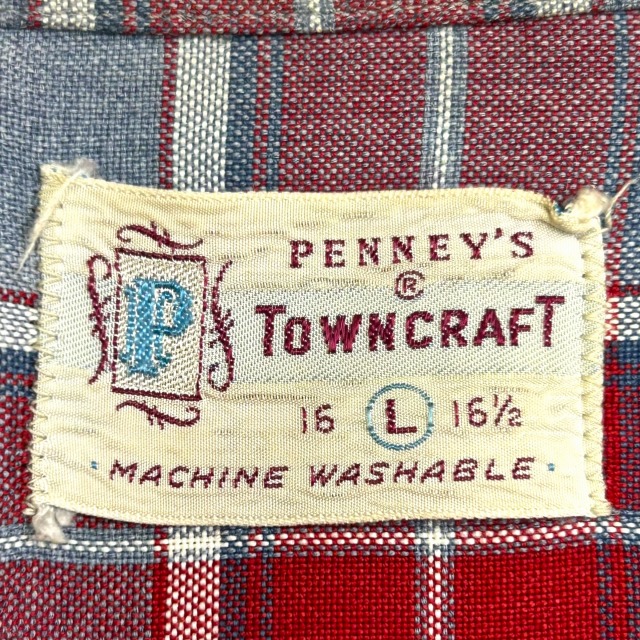 PENNEY'S
®
P TOWNCRAFT
16 L 16½
· MACHINE WASHABLE ·